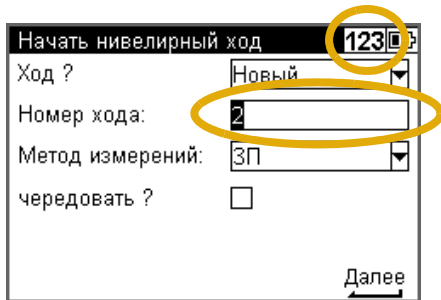 Начать нивелирный ход 123
Ход ? Новый
Номер хода: 2
Метод измерений: ЗП
чередовать ?
Далее